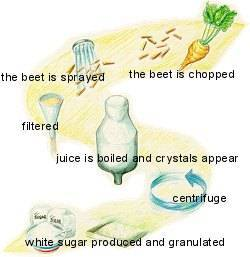 the beet is chopped
the beet is sprayed
filtered
juice is boiled and crystals appear
centrifuge
SUGAR
white sugar produced and granulated